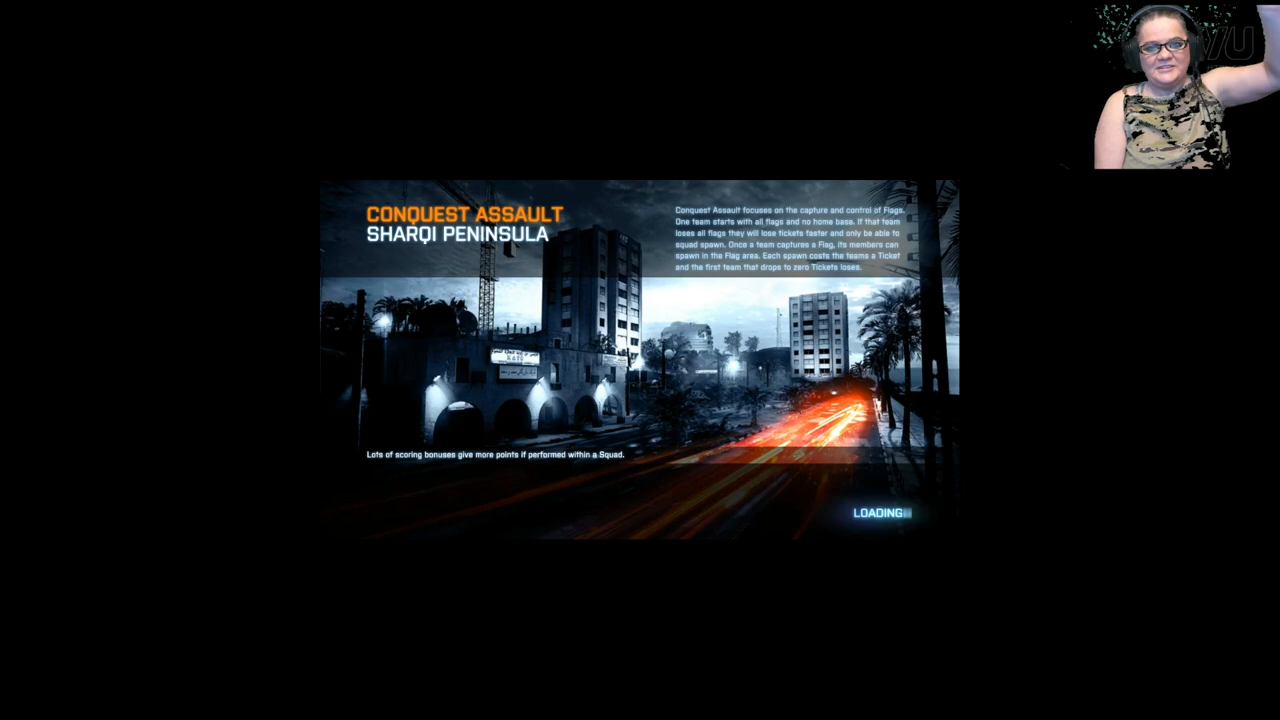 VU
CONQUEST ASSAULT
SHARQI PENINSULA
Conquest Assault focuses on the capture and control of Flags.
One team starts with all flags and no home base. If that team
loses all flags they will lose tickets faster and only be able to
squad spawn. Once a team captures a Flag, its members can
spawn in the Flag area. Each spawn costs the teams a Ticket
and the first team that drops to zero Tickets loses.
Lots of scoring bonuses give more points if performed within a Squad.
LOADING